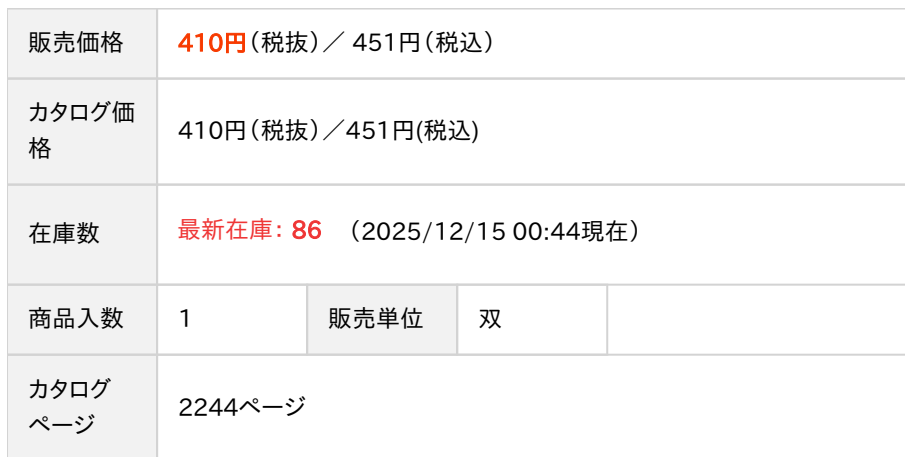 販売価格 410円（税抜）／ 451円（税込）
カタログ価格 410円（税抜）／451円(税込)
在庫数 最新在庫：86 （2025/12/15 00:44現在）
商品入数 1 販売単位 双
カタログ
ページ 2244ページ